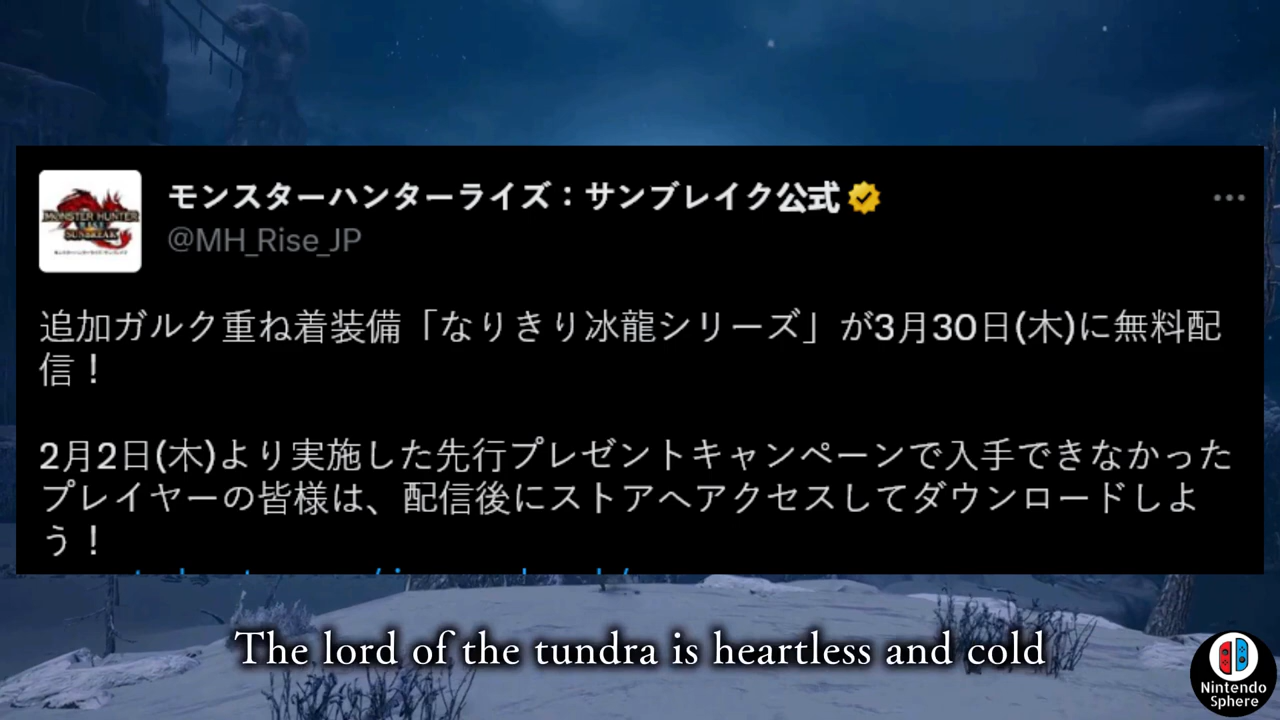 MONSTER HUNTER
RISE
SUNBREAK
モンスターハンターライズ：サンブレイク公式
@MH_Rise_JP
追加ガルク重ね着装備「なりきり冰龍シリーズ」が3月30日(木)に無料配
信！
2月2日(木)より実施した先行プレゼントキャンペーンで入手できなかった
プレイヤーの皆様は、配信後にストアへアクセスしてダウンロードしよ
う！
The lord of the tundra is heartless and cold
Nintendo
Sphere